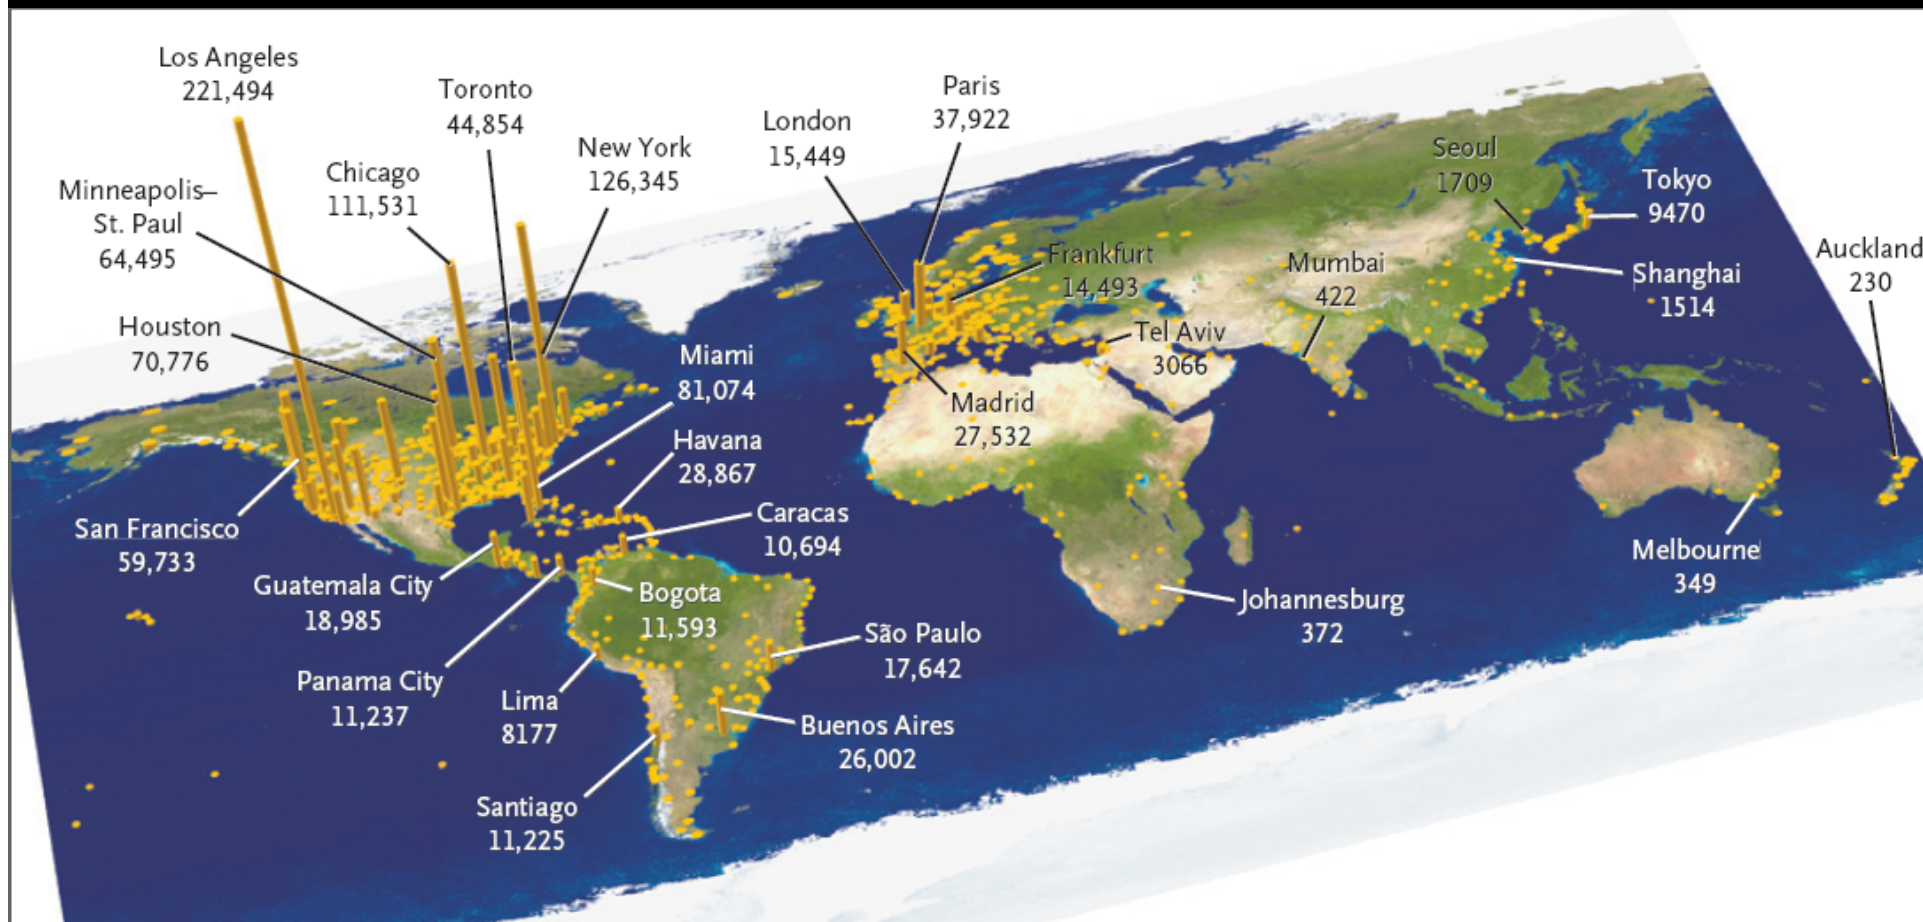 Los Angeles
221,494
Toronto
44,854
Paris
37,922
London
15,449
New York
126,345
Chicago
111,531
Minneapolis–
St. Paul
64,495
Seoul
1709
Tokyo
9470
Auckland
230
Frankfurt
14,493
Mumbai
422
Shanghai
1514
Houston
70,776
Miami
81,074
Tel Aviv
3066
Madrid
27,532
Havana
28,867
San Francisco
59,733
Caracas
10,694
Guatemala City
18,985
Bogota
11,593
Melbourne
349
Johannesburg
372
São Paulo
17,642
Panama City
11,237
Lima
8177
Buenos Aires
26,002
Santiago
11,225